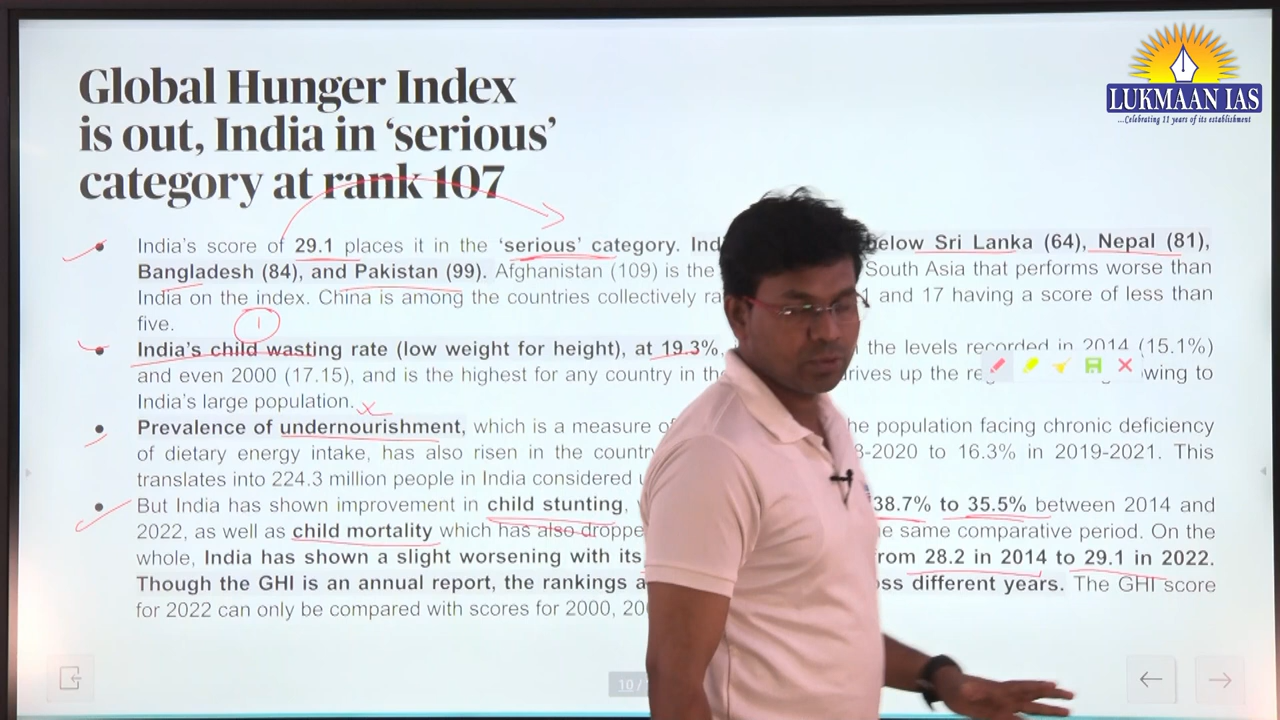 Global Hunger Index
is out, India in ‘serious’
category at rank 107
LUKMAAN IAS
...Celebrating 11 years of its establishment
India’s score of 29.1 places it in the ‘serious’ category. below Sri Lanka (64), Nepal (81),
Bangladesh (84), and Pakistan (99). Afghanistan (109) is the South Asia that performs worse than
India on the index. China is among the countries collectively and 17 having a score of less than
five.
1
India’s child wasting rate (low weight for height), at 19.3%, the levels recorded in 2014 (15.1%)
and even 2000 (17.15), and is the highest for any country in the up the owing to
India’s large population.
Prevalence of undernourishment, which is a measure population facing chronic deficiency
of dietary energy intake, has also risen in the to 16.3% in 2019-2021. This
translates into 224.3 million people in India considered
But India has shown improvement in child stunting, 38.7% to 35.5% between 2014 and
2022, as well as child mortality which has also same comparative period. On the
whole, India has shown a slight worsening with its 28.2 in 2014 to 29.1 in 2022.
Though the GHI is an annual report, the rankings different years. The GHI score
for 2022 can only be compared with scores for 2000,
10 /